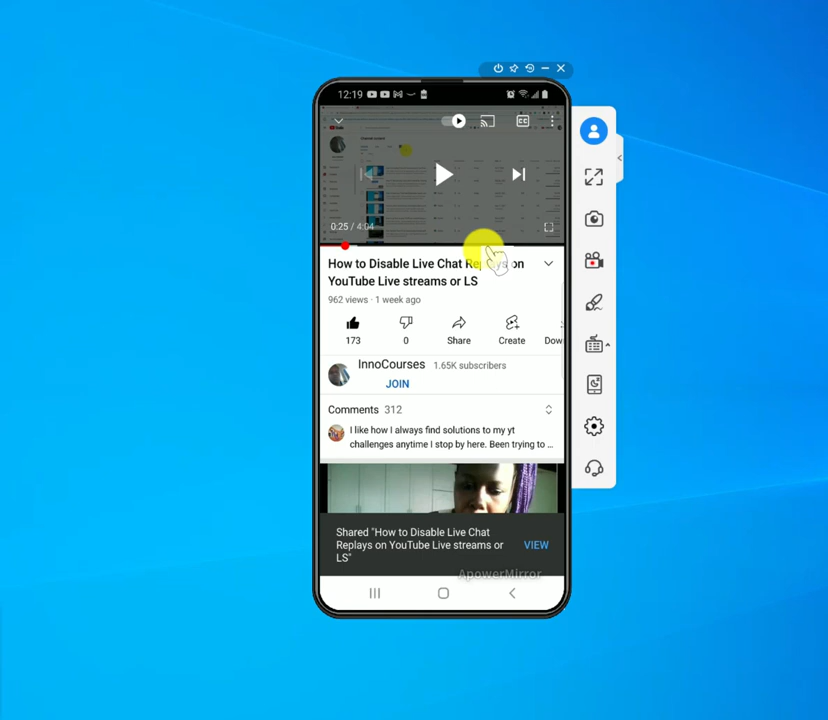 12:19
CC
0:25 / 4:04
How to Disable Live Chat Replays on
YouTube Live streams or LS
962 views · 1 week ago
173
0
Share
Create
Dow
InnoCourses 1.65K subscribers
JOIN
Comments 312
I like how I always find solutions to my yt
challenges anytime I stop by here. Been trying to ...
Shared "How to Disable Live Chat
Replays on YouTube Live streams or
LS"
VIEW
ApowerMirror